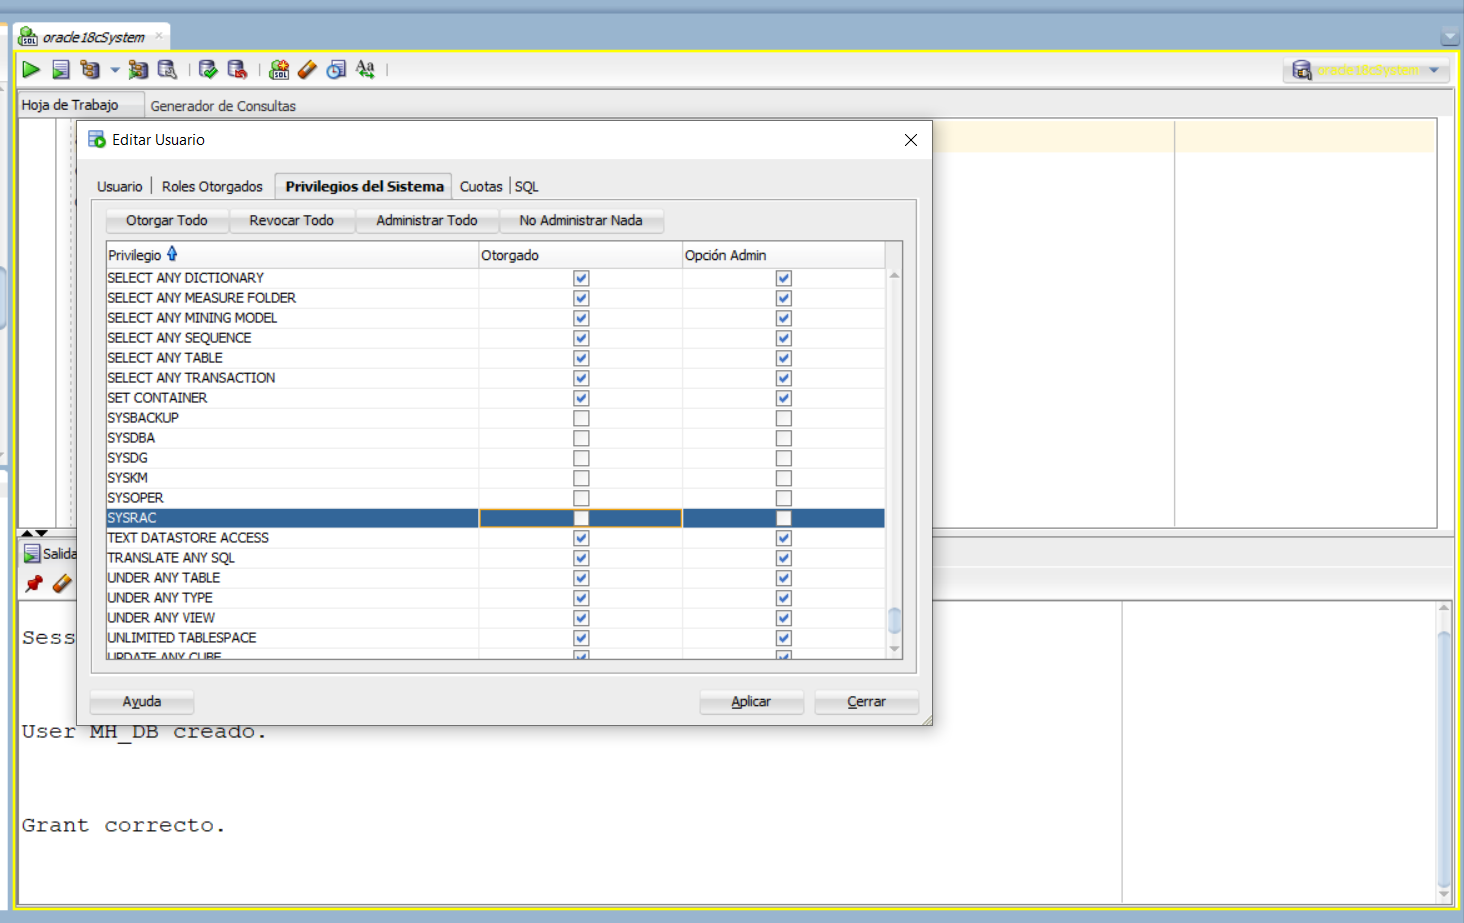 oracle18cSystem
oracle18cSystem
Hoja de Trabajo
Generador de Consultas
Editar Usuario
Usuario
Roles Otorgados
Privilegios del Sistema
Cuotas
SQL
Otorgar Todo
Revocar Todo
Administrar Todo
No Administrar Nada
Privilegio Otorgado Opción Admin
SELECT ANY DICTIONARY
SELECT ANY MEASURE FOLDER
SELECT ANY MINING MODEL
SELECT ANY SEQUENCE
SELECT ANY TABLE
SELECT ANY TRANSACTION
SET CONTAINER
SYSBACKUP
SYSDBA
SYSDG
SYSKM
SYSOPER
SYSRAC
TEXT DATASTORE ACCESS
TRANSLATE ANY SQL
UNDER ANY TABLE
UNDER ANY TYPE
UNDER ANY VIEW
UNLIMITED TABLESPACE
UPDATE ANY CUBE
Ayuda
Aplicar
Cerrar
Salida
Sess
User MH_DB creado.
Grant correcto.